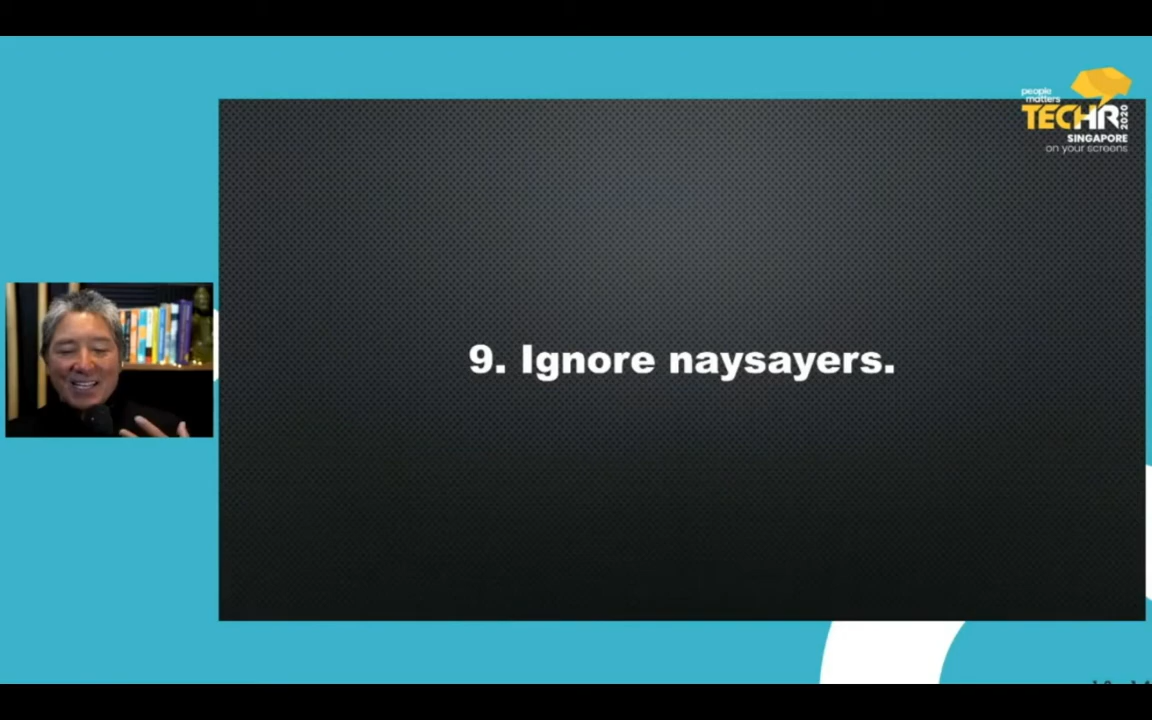 people
matters
TECHR 2020
SINGAPORE
on your screens
9. Ignore naysayers.